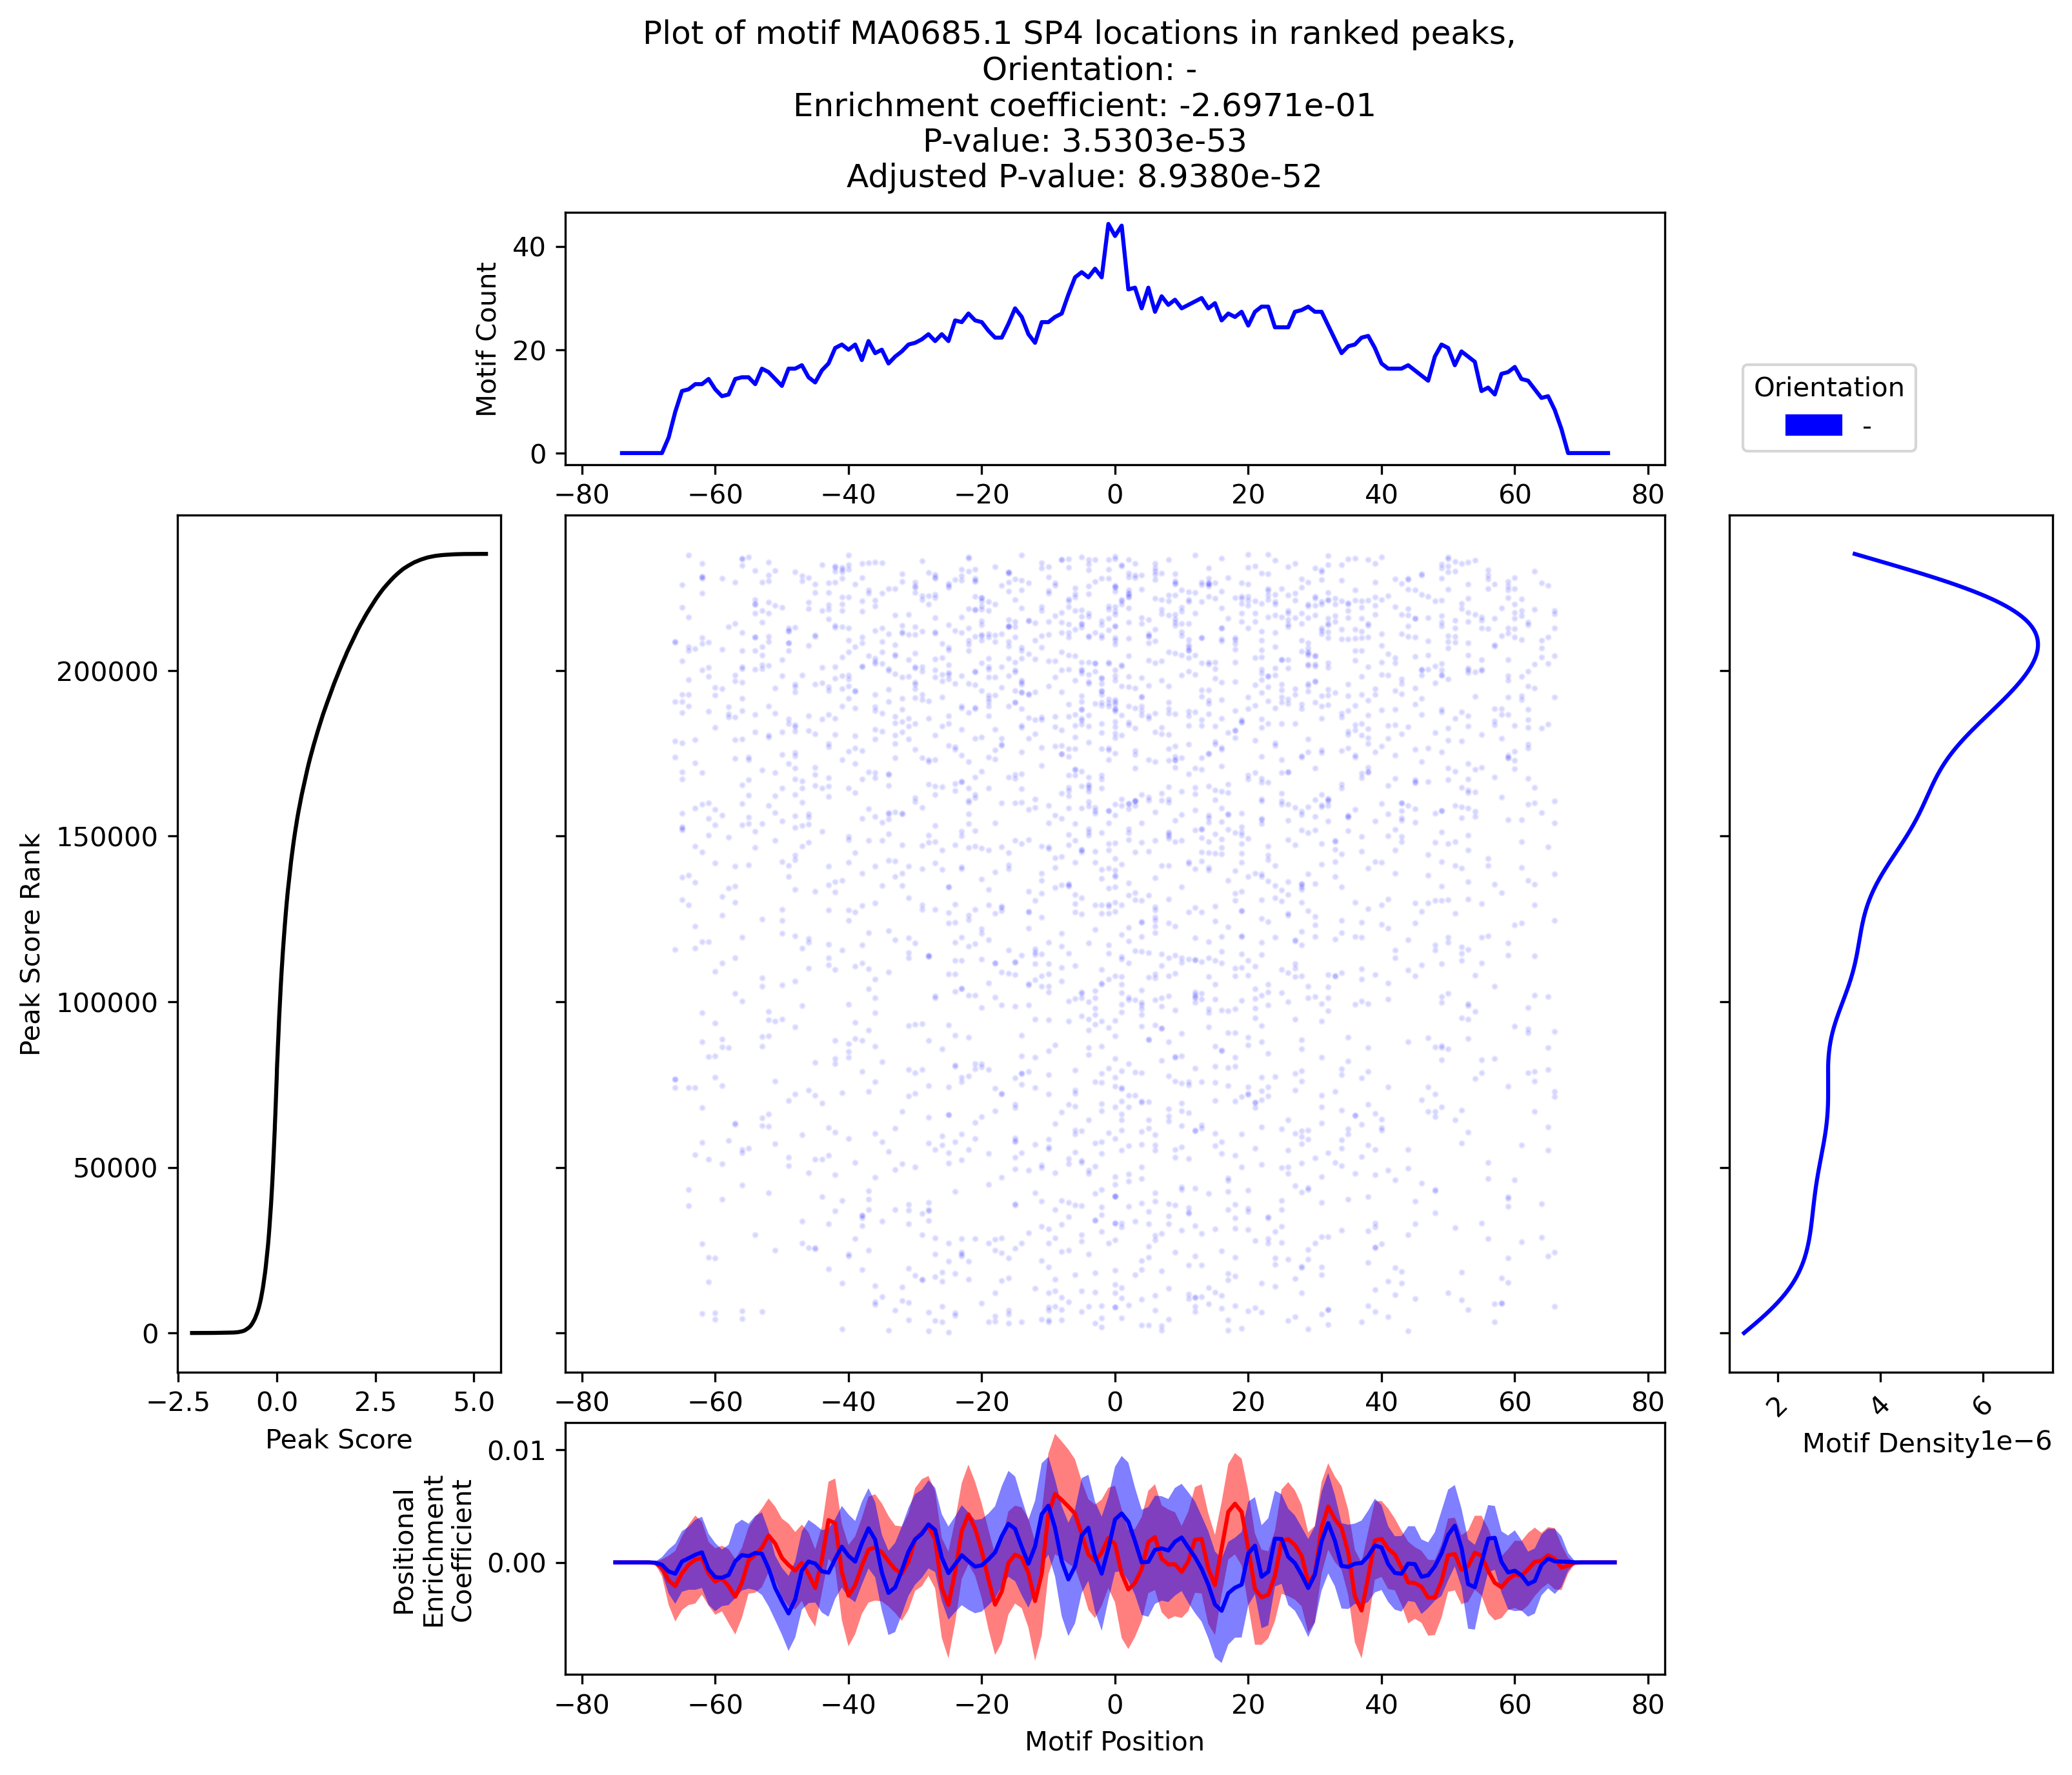 Plot of motif MA0685.1 SP4 locations in ranked peaks,
Orientation: -
Enrichment coefficient: -2.6971e-01
P-value: 3.5303e-53
Adjusted P-value: 8.9380e-52
Motif Count
40
20
0
−80 −60 −40 −20 0 20 40 60 80
Orientation
-
Peak Score Rank
200000
150000
100000
50000
0
−2.5 0.0 2.5 5.0
Peak Score
−80 −60 −40 −20 0 20 40 60 80
2 4 6
Motif Density
1e−6
Positional
Enrichment
Coefficient
0.01
0.00
−80 −60 −40 −20 0 20 40 60 80
Motif Position